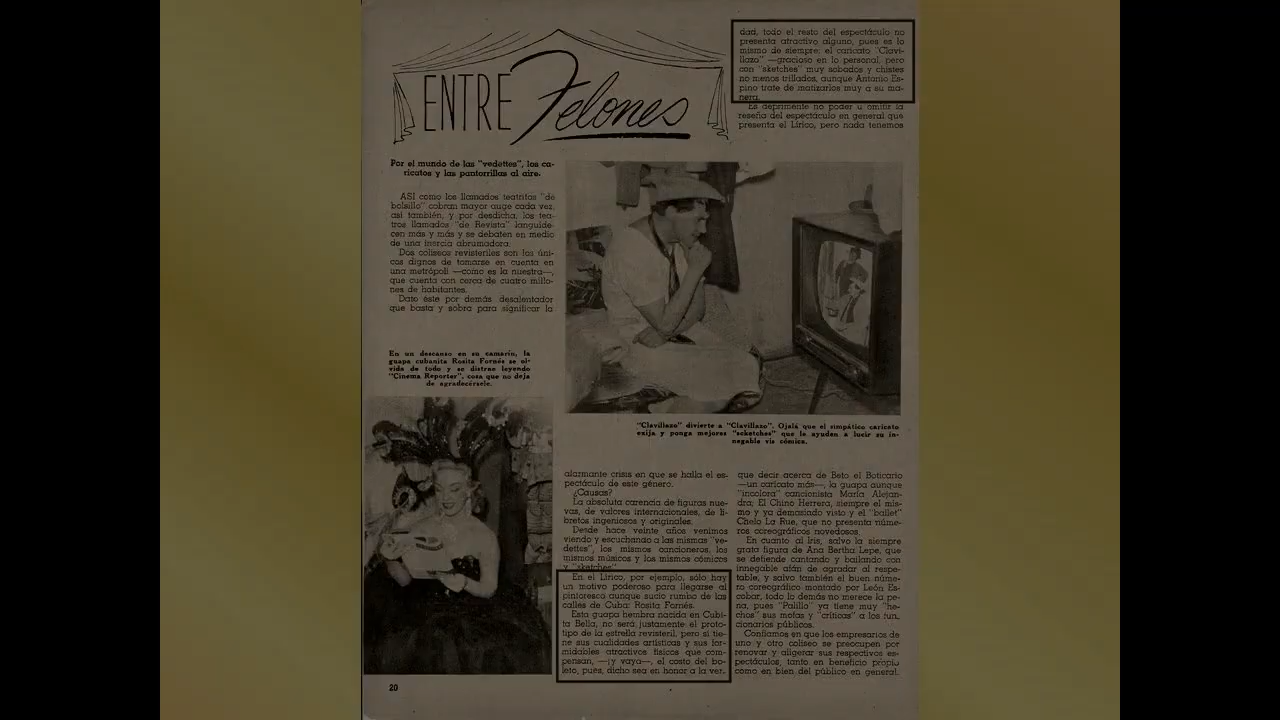 ENTRE Telones
Por el mundo de las "vedettes", los ca-
ricatos y las pantorrillas al aire.
ASI como los llamados teatritos "de
bolsillo" cobran mayor auge cada vez,
así también, y por desdicha, los tea-
tros llamados "de Revista" languide-
cen más y más y se debaten en medio
de una inercia abrumadora.
Dos coliseos revisteriles son los úni-
cos dignos de tomarse en cuenta en
una metrópoli —como es la nuestra—,
que cuenta con cerca de cuatro millo-
nes de habitantes.
Dato éste por demás desalentador
que basta y sobra para significar la
En un descanso en su camarín, la
guapa cubanita Rosita Fornés se ol-
vida de todo y se distrae leyendo
"Cinema Reporter", cosa que no deja
de agradecérsele.
"Clavillazo" divierte a "Clavillazo". Ojalá que el simpático caricato
exija y ponga mejores "scketches" que la ayuden a lucir su in-
negable vis cómica.
alarmante crisis en que se halla el es-
pectáculo de este género.
¿Causas?
La absoluta carencia de figuras nue-
vas, de valores internacionales, de li-
bretos ingeniosos y originales.
Desde hace veinte años venimos
viendo y escuchando a las mismas "ve-
dettes", los mismos cancioneros, los
mismos músicos y los mismos cómicos
y "sketches".
En el Lírico, por ejemplo, sólo hay
un motivo poderoso para llegarse al
pintoresco aunque sucio rumbo de las
calles de Cuba: Rosita Fornés.
Esta guapa hembra nacida en Cubi-
ta Bella, no será justamente el proto-
tipo de la estrella revisteril, pero sí tie-
ne sus cualidades artísticas y sus for-
midables atractivos físicos que com-
pensan, —¡y vaya—, el costo del bo-
leto, pues, dicho sea en honor a la ver-
dad, todo el resto del espectáculo no
presenta atractivo alguno, pues es lo
mismo de siempre: el caricato "Clavi-
llazo" —gracioso en lo personal, pero
con "sketches" muy sobados y chistes
no menos trillados, aunque Antonio Es-
pino trate de matizarlos muy a su ma-
nera.
Es deprimente no poder u omitir la
reseña del espectáculo en general que
presenta el Lírico, pero nada tenemos
que decir acerca de Beto el Boticario
—un caricato más—, la guapa aunque
"incolora" cancionista María Alejan-
dra; El Chino Herrera, siempre el mis-
mo y ya demasiado visto y el "ballet"
Chelo La Rue, que no presenta núme-
ros coreográficos novedosos.
En cuanto al Iris, salvo la siempre
grata figura de Ana Bertha Lepe, que
se defiende cantando y bailando con
innegable afán de agradar al respe-
table, y salvo también el buen núme-
ro coreográfico montado por León Es-
cobar, todo lo demás no merece la pe-
na, pues "Palillo" ya tiene muy "he-
chos" sus mofas y "críticas" a los fun-
cionarios públicos.
Confiamos en que los empresarios de
uno y otro coliseo se preocupen por
renovar y aligerar sus respectivos es-
pectáculos, tanto en beneficio propio
como en bien del público en general.
20